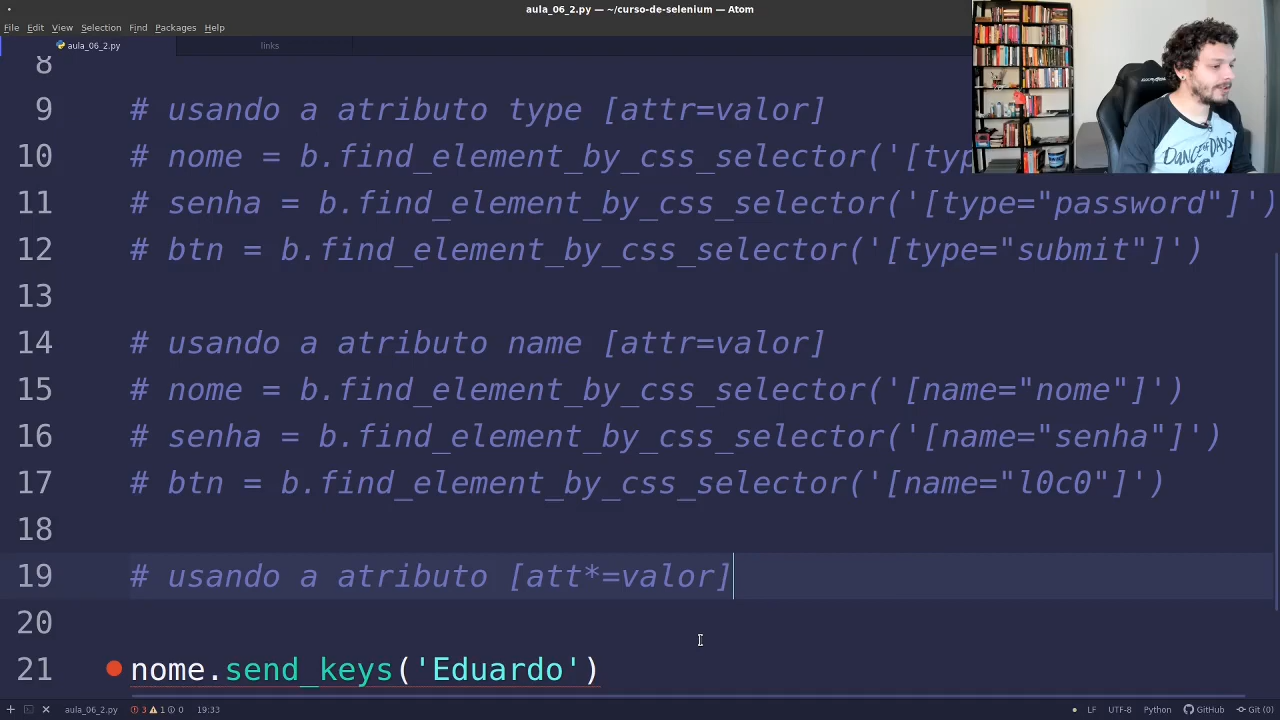 aula_06_2.py — ~/curso-de-selenium — Atom
File Edit View Selection Find Packages Help
aula_06_2.py links
8
9 # usando a atributo type [attr=valor]
10 # nome = b.find_element_by_css_selector('[typ
11 # senha = b.find_element_by_css_selector('[type="password"]')
12 # btn = b.find_element_by_css_selector('[type="submit"]')
13
14 # usando a atributo name [attr=valor]
15 # nome = b.find_element_by_css_selector('[name="nome"]')
16 # senha = b.find_element_by_css_selector('[name="senha"]')
17 # btn = b.find_element_by_css_selector('[name="l0c0"]')
18
19 # usando a atributo [att*=valor]
20
21 nome.send_keys('Eduardo')
aula_06_2.py 3 1 0 19:33 LF UTF-8 Python GitHub Git (0)
DANCE OF DAYS